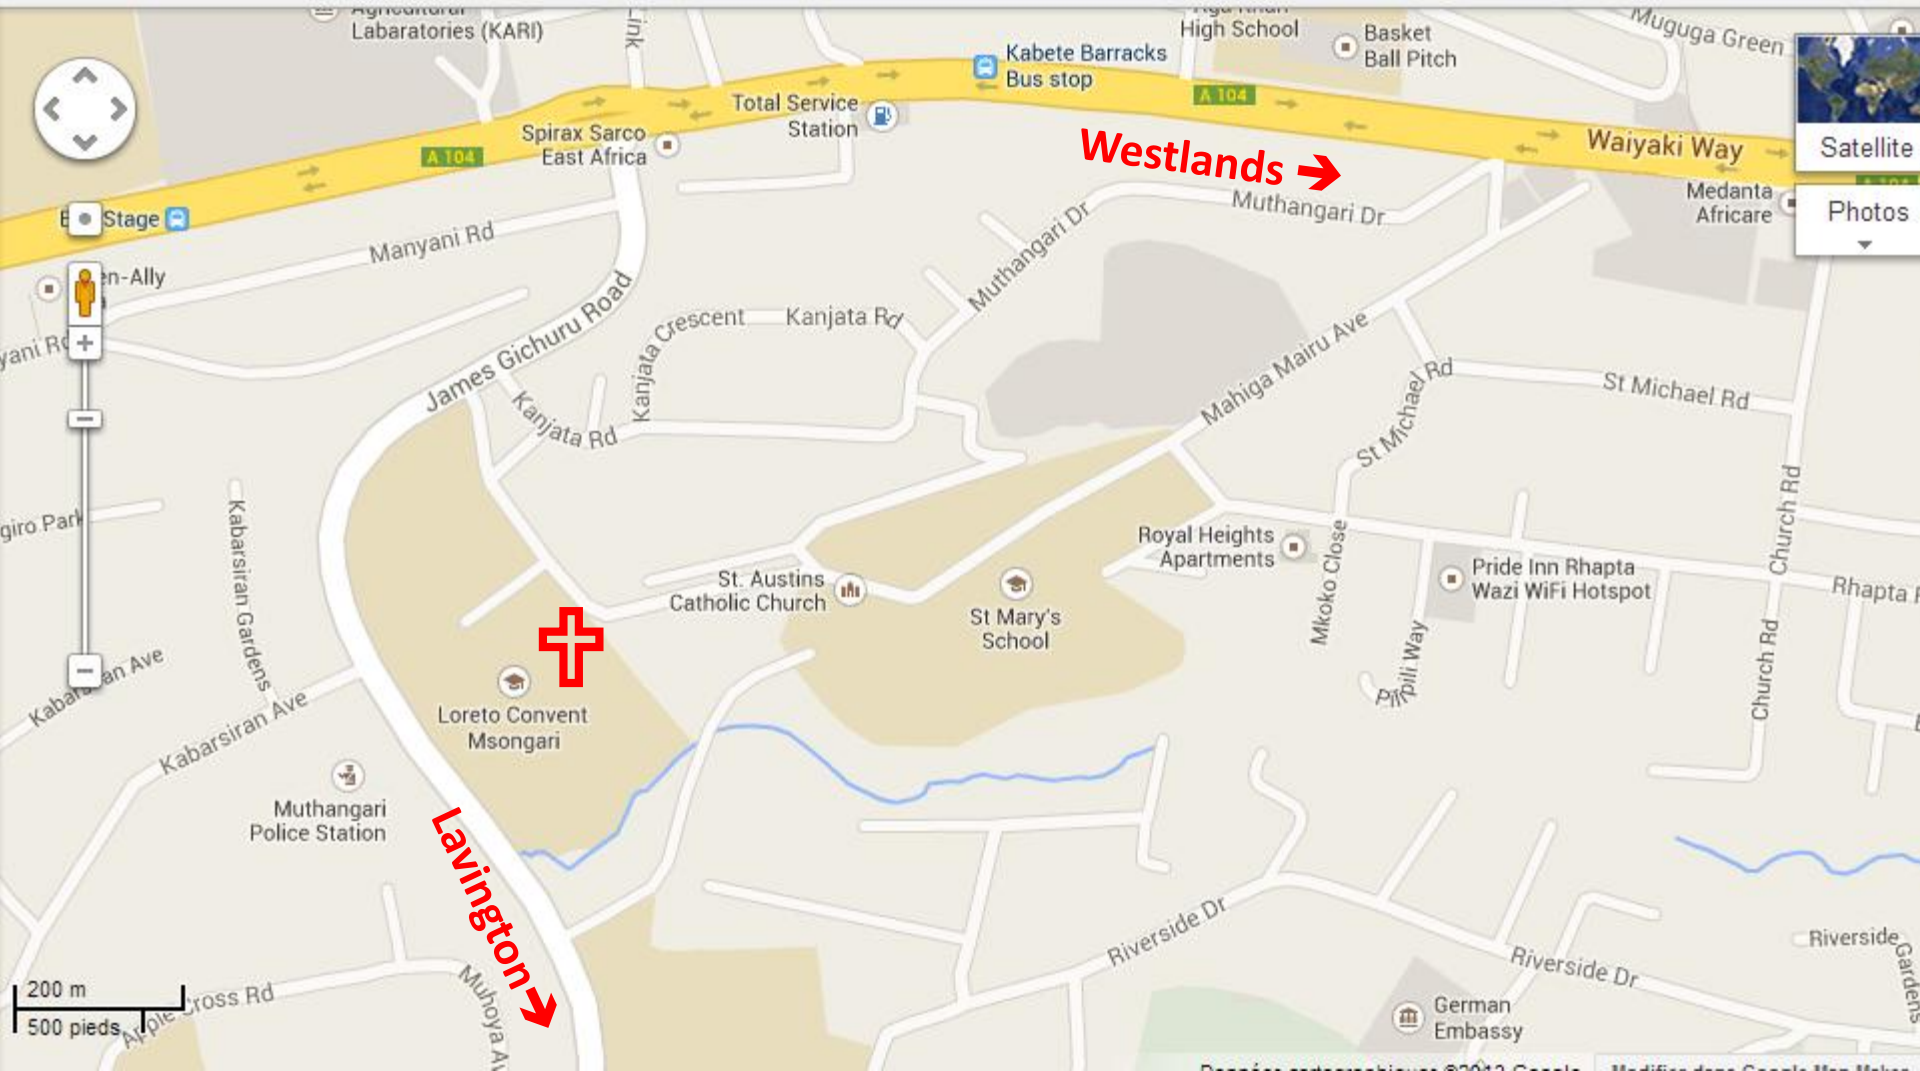 Labaratories (KARI)
Link
High School
Basket
Ball Pitch
Muguga Green
Kabete Barracks
Bus stop
A 104
Total Service
Station
Spirax Sarco
East Africa
A 104
Westlands
Waiyaki Way
Satellite
Photos
Medanta
Africare
Stage
Manyani Rd
en-Ally
yani Rd
Muthangari Dr
Muthangari Dr
James Gichuru Road
Kanjata Crescent
Kanjata Rd
Kanjata Rd
Mahiga Mairu Ave
St Michael Rd
St Michael Rd
giro Park
Kabarsiran Gardens
Church Rd
Royal Heights
Apartments
Mkoko Close
Pride Inn Rhapta
Wazi WiFi Hotspot
Rhapta
St. Austins
Catholic Church
St Mary's
School
Pilipili Way
Church Rd
Kabarsiran Ave
Kabarsiran Ave
Loreto Convent
Msongari
Muthangari
Police Station
Lavington
Riverside Dr
Riverside Dr
Riverside
Gardens
200 m
500 pieds
Apple Cross Rd
Muhoya Av
German
Embassy